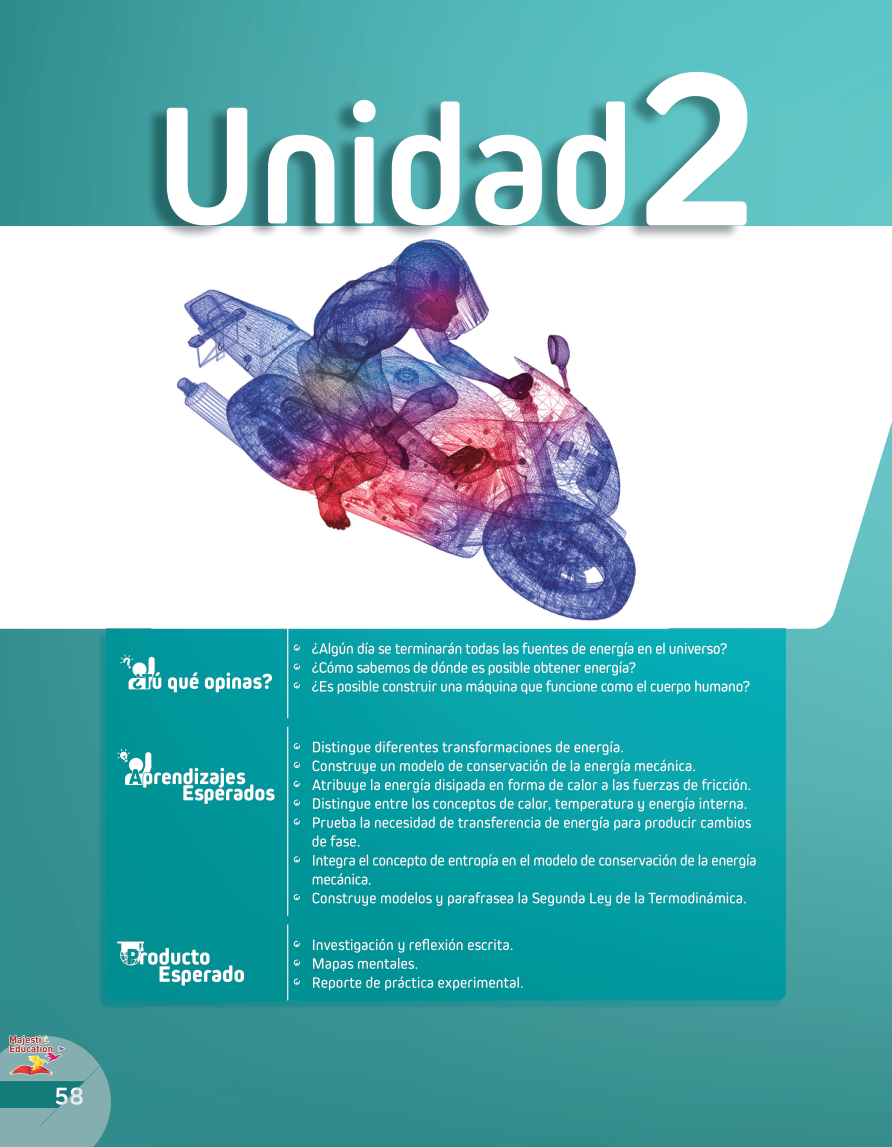 Unidad2
¿Tú qué opinas?
¿Algún día se terminarán todas las fuentes de energía en el universo?
¿Cómo sabemos de dónde es posible obtener energía?
¿Es posible construir una máquina que funcione como el cuerpo humano?
Aprendizajes
Esperados
Distingue diferentes transformaciones de energía.
Construye un modelo de conservación de la energía mecánica.
Atribuye la energía disipada en forma de calor a las fuerzas de fricción.
Distingue entre los conceptos de calor, temperatura y energía interna.
Prueba la necesidad de transferencia de energía para producir cambios
de fase.
Integra el concepto de entropía en el modelo de conservación de la energía
mecánica.
Construye modelos y parafrasea la Segunda Ley de la Termodinámica.
Producto
Esperado
Investigación y reflexión escrita.
Mapas mentales.
Reporte de práctica experimental.
Majestic
Education
58